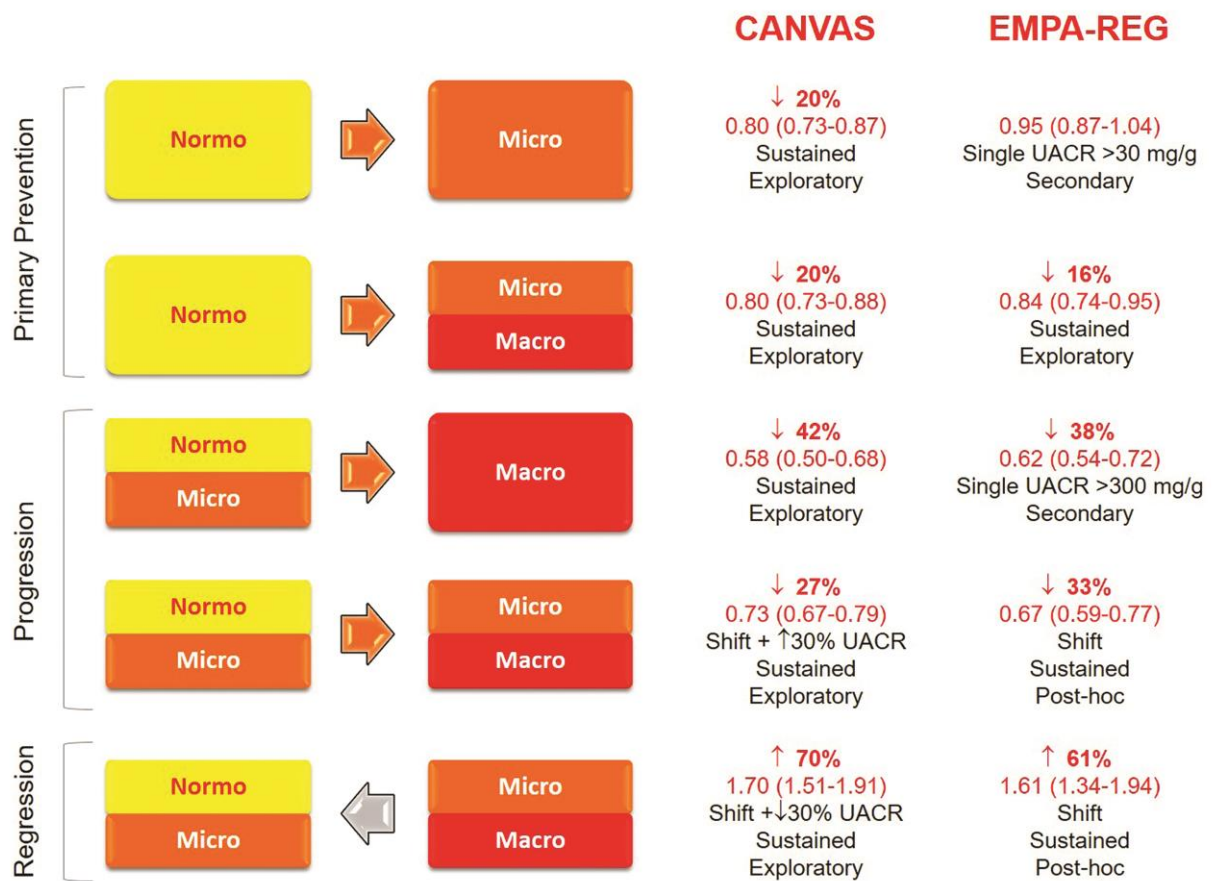 CANVAS EMPA-REG
Primary Prevention
Normo
Micro
↓ 20%
0.80 (0.73-0.87)
Sustained
Exploratory
0.95 (0.87-1.04)
Single UACR >30 mg/g
Secondary
Normo
Micro
Macro
↓ 20%
0.80 (0.73-0.88)
Sustained
Exploratory
↓ 16%
0.84 (0.74-0.95)
Sustained
Exploratory
Progression
Normo
Micro
Macro
↓ 42%
0.58 (0.50-0.68)
Sustained
Exploratory
↓ 38%
0.62 (0.54-0.72)
Single UACR >300 mg/g
Secondary
Normo
Micro
Micro
Macro
↓ 27%
0.73 (0.67-0.79)
Shift + ↑30% UACR
Sustained
Exploratory
↓ 33%
0.67 (0.59-0.77)
Shift
Sustained
Post-hoc
Regression
Normo
Micro
Micro
Macro
↑ 70%
1.70 (1.51-1.91)
Shift +↓30% UACR
Sustained
Exploratory
↑ 61%
1.61 (1.34-1.94)
Shift
Sustained
Post-hoc